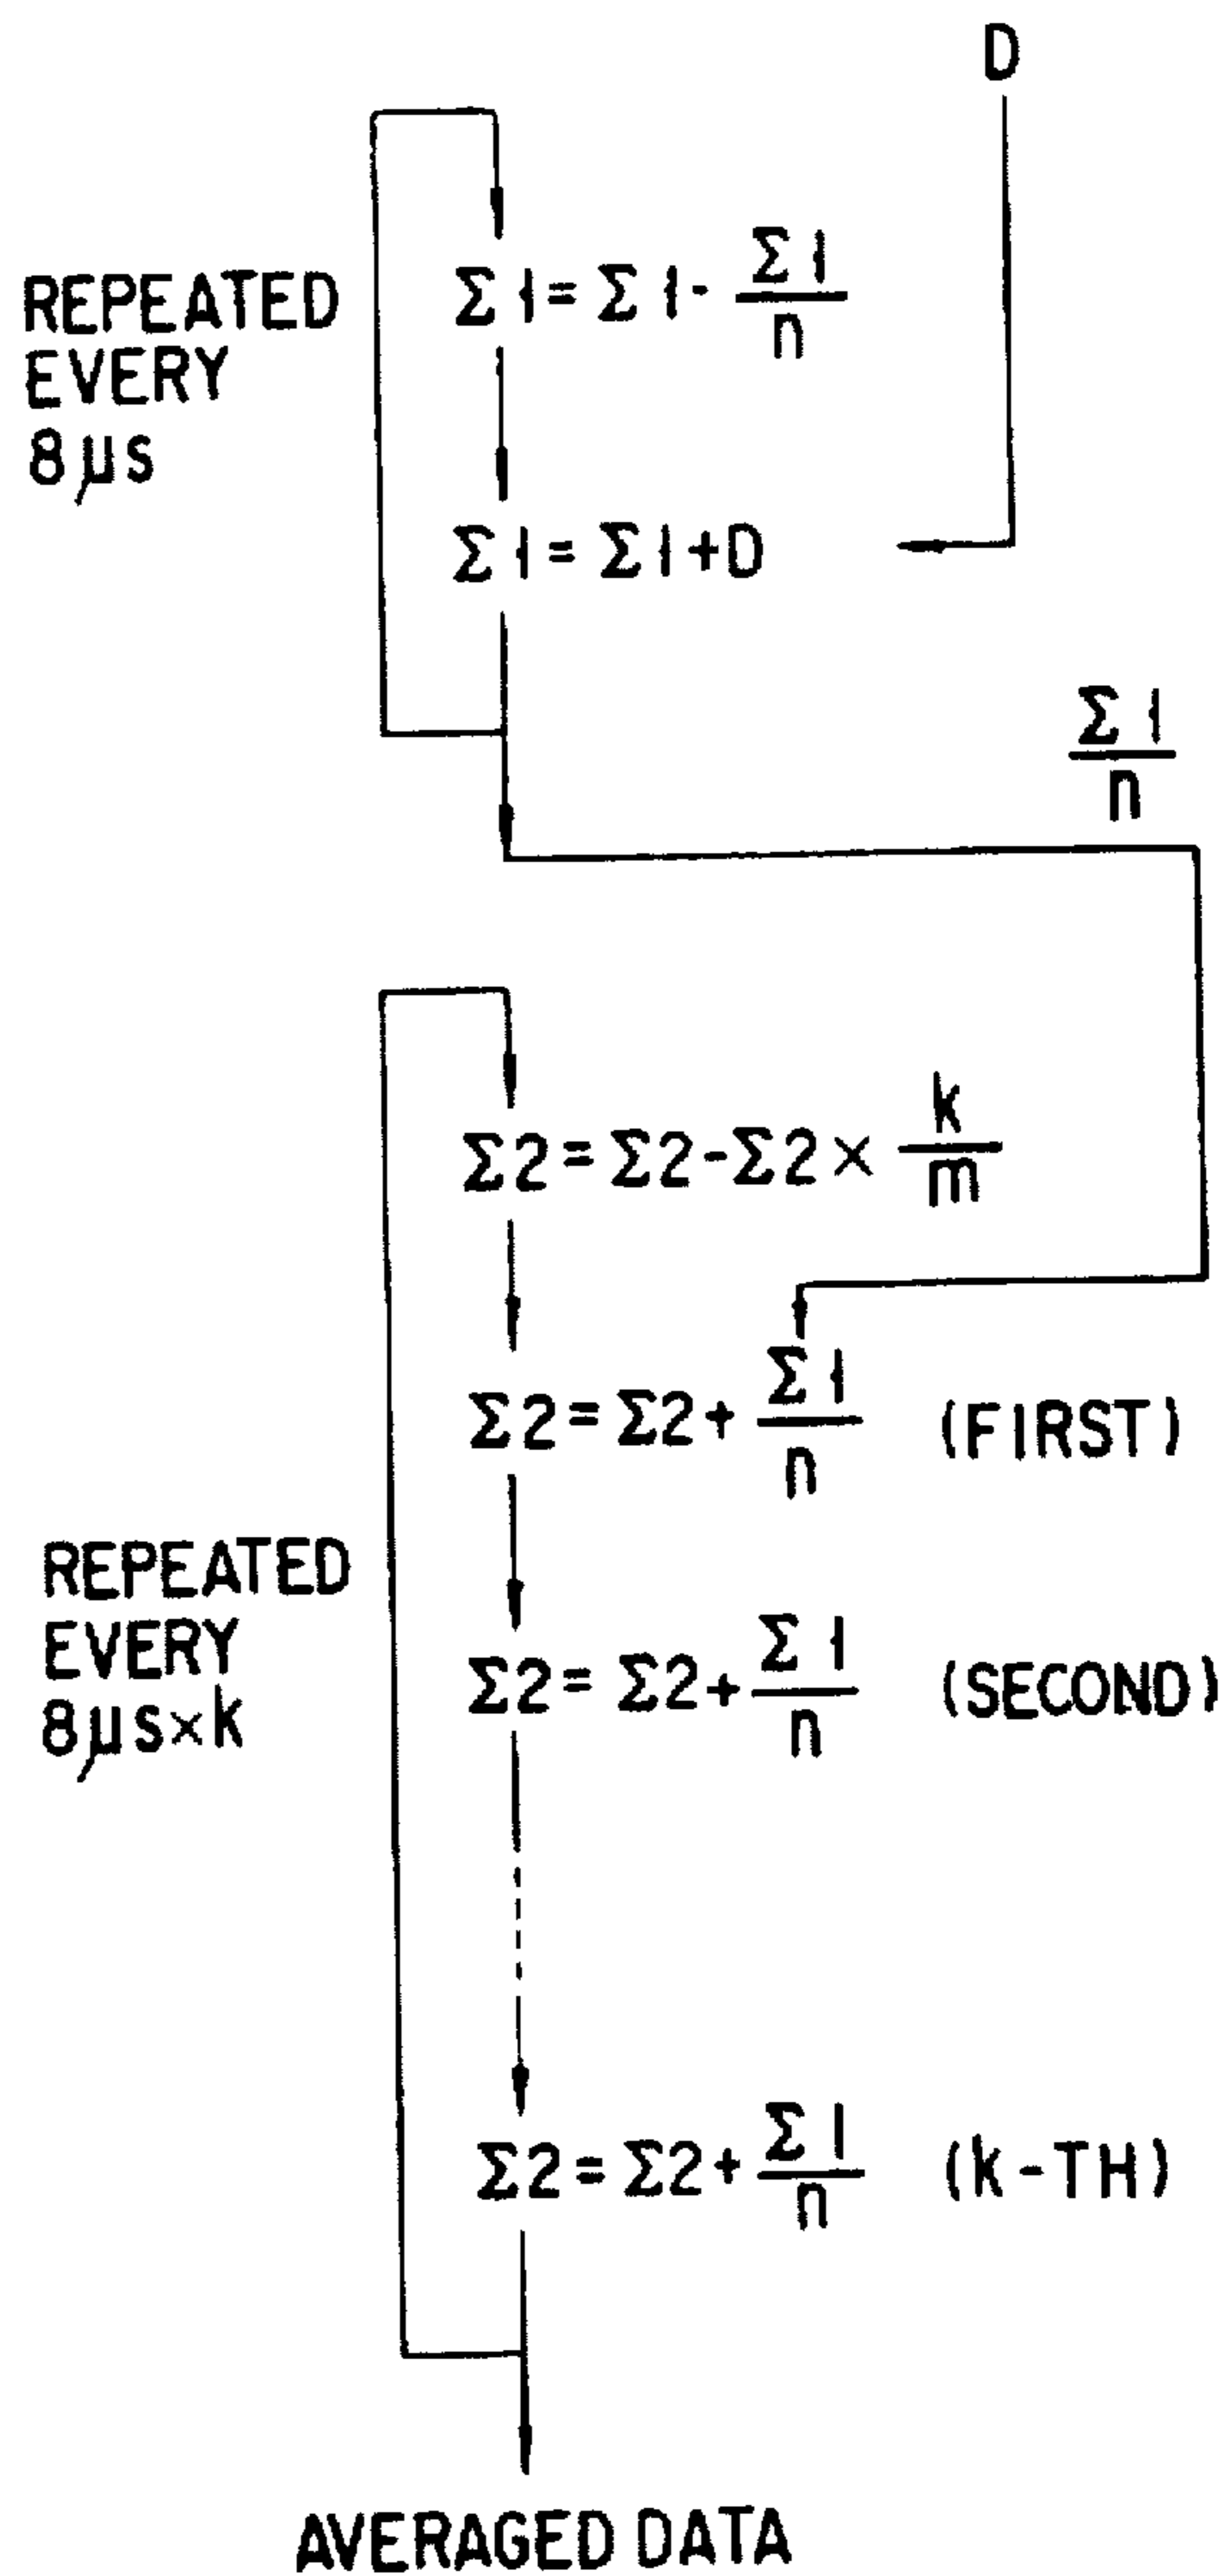 D
REPEATED
EVERY
8μs
Σ1=Σ1-Σ1/n
Σ1=Σ1+D
Σ1/n
Σ2=Σ2-Σ2×k/m
Σ2=Σ2+Σ1/n (FIRST)
REPEATED
EVERY
8μs×k
Σ2=Σ2+Σ1/n (SECOND)
Σ2=Σ2+Σ1/n (k-TH)
AVERAGED DATA